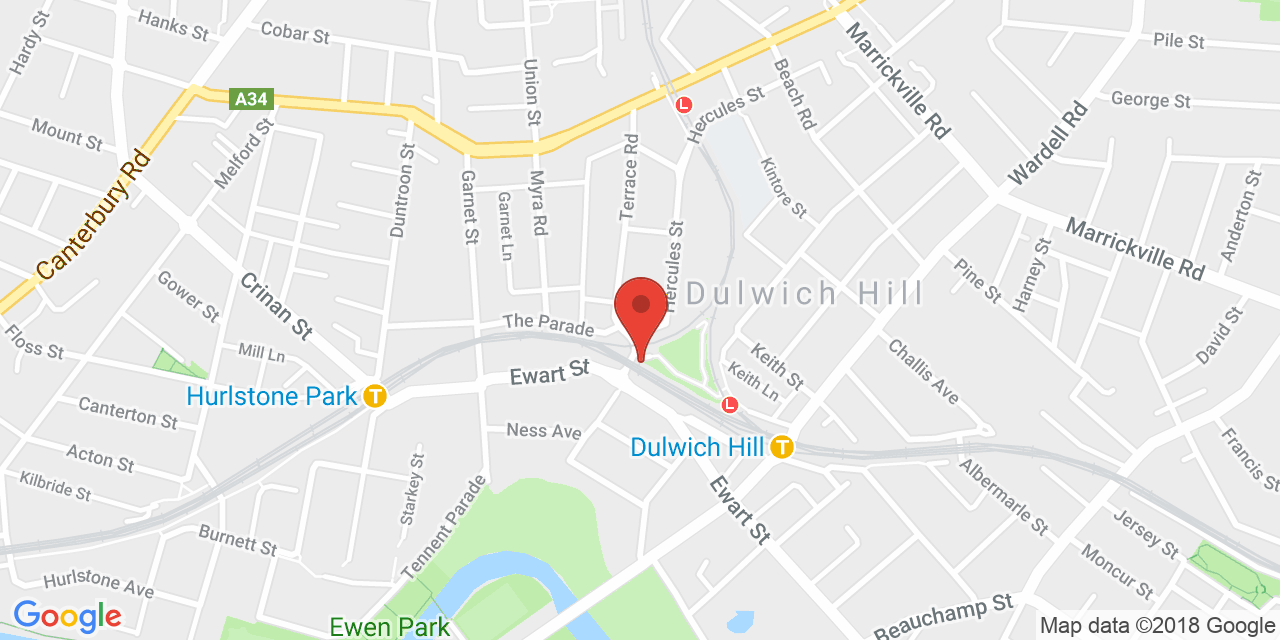 Hardy St
Hanks St
Cobar St
Pile St
George St
A34
Union St
Beach Rd
Marrickville Rd
Wardell Rd
L
Hercules St
Mount St
Melford St
Canterbury Rd
Duntroon St
Garnet St
Garnet Ln
Myra Rd
Terrace Rd
Kintore St
Hercules St
Dulwich Hill
Marrickville Rd
Anderton St
Harney St
Pine St
David St
Gower St
Crinan St
Floss St
Mill Ln
The Parade
Ewart St
Keith St
Keith Ln
Challis Ave
Hurlstone Park
T
L
Canterton St
Ness Ave
Dulwich Hill
T
Acton St
Kilbride St
Starkey St
Tennent Parade
Ewart St
Albermarle St
Francis St
Burnett St
Jersey St
Moncur St
Hurlstone Ave
Beauchamp St
Ewen Park
Google
Map data ©2018 Google